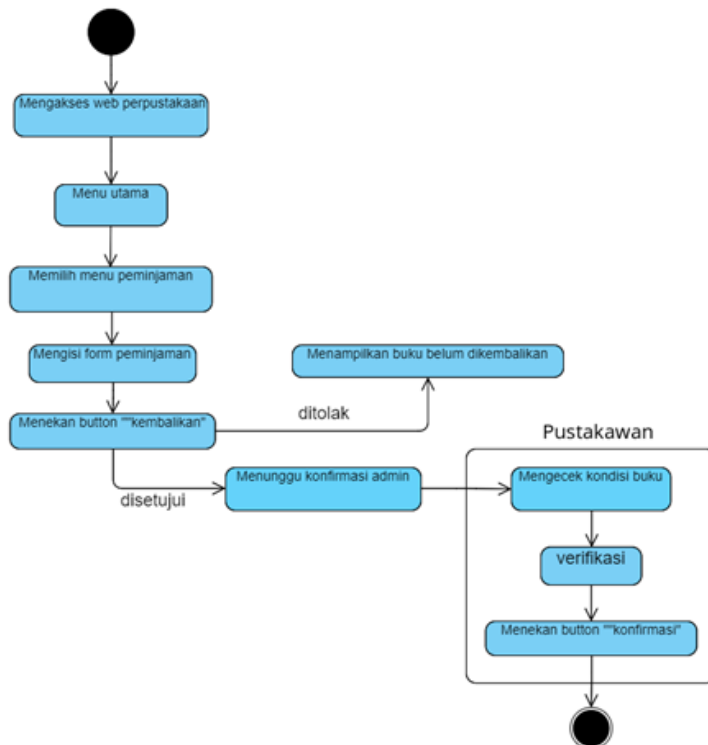 Mengakses web perpustakaan
Menu utama
Memilih menu peminjaman
Mengisi form peminjaman
Menampilkan buku belum dikembalikan
Menekan button ""kembalikan"
ditolak
Pustakawan
disetujui
Menunggu konfirmasi admin
Mengecek kondisi buku
verifikasi
Menekan button ""konfirmasi"